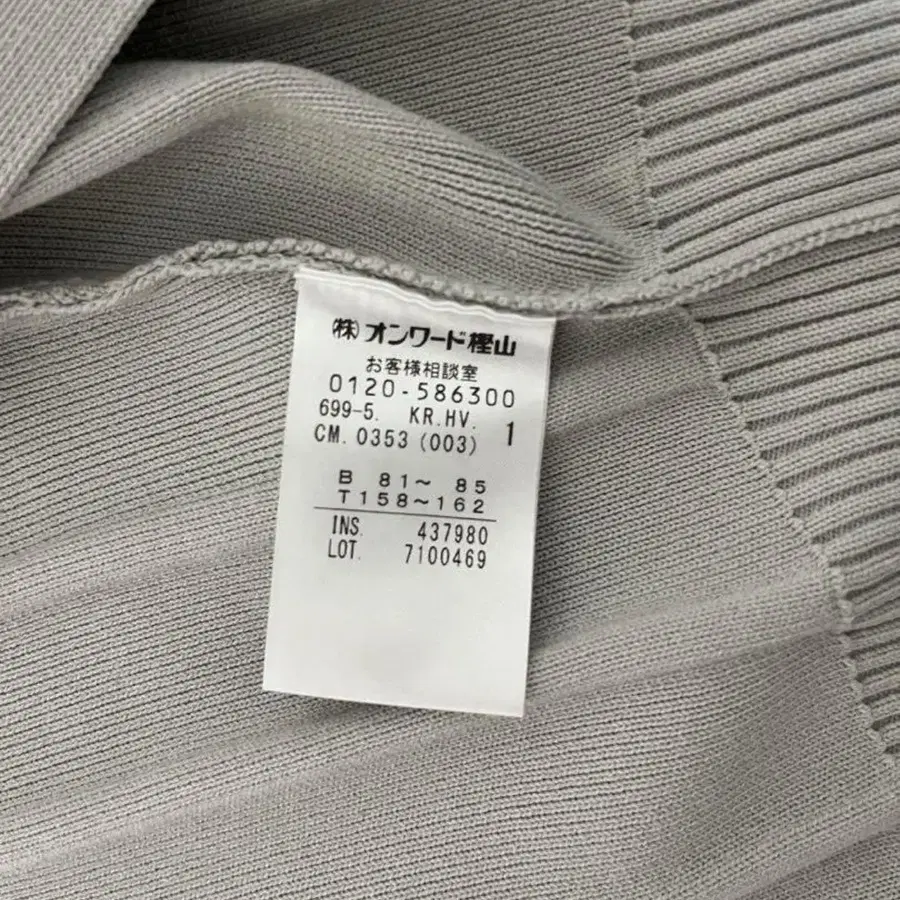 (株)オンワード樫山
お客様相談室
0120-586300
699-5. KR.HV. 1
CM. 0353 (003)
B 81～ 85
T158～162
INS. 437980
LOT. 7100469